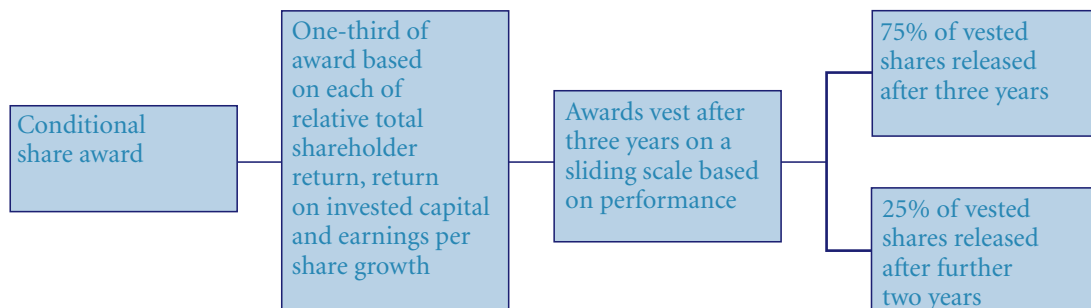 Conditional
share award
One-third of
award based
on each of
relative total
shareholder
return, return
on invested capital
and earnings per
share growth
Awards vest after
three years on a
sliding scale based
on performance
75% of vested
shares released
after three years
25% of vested
shares released
after further
two years